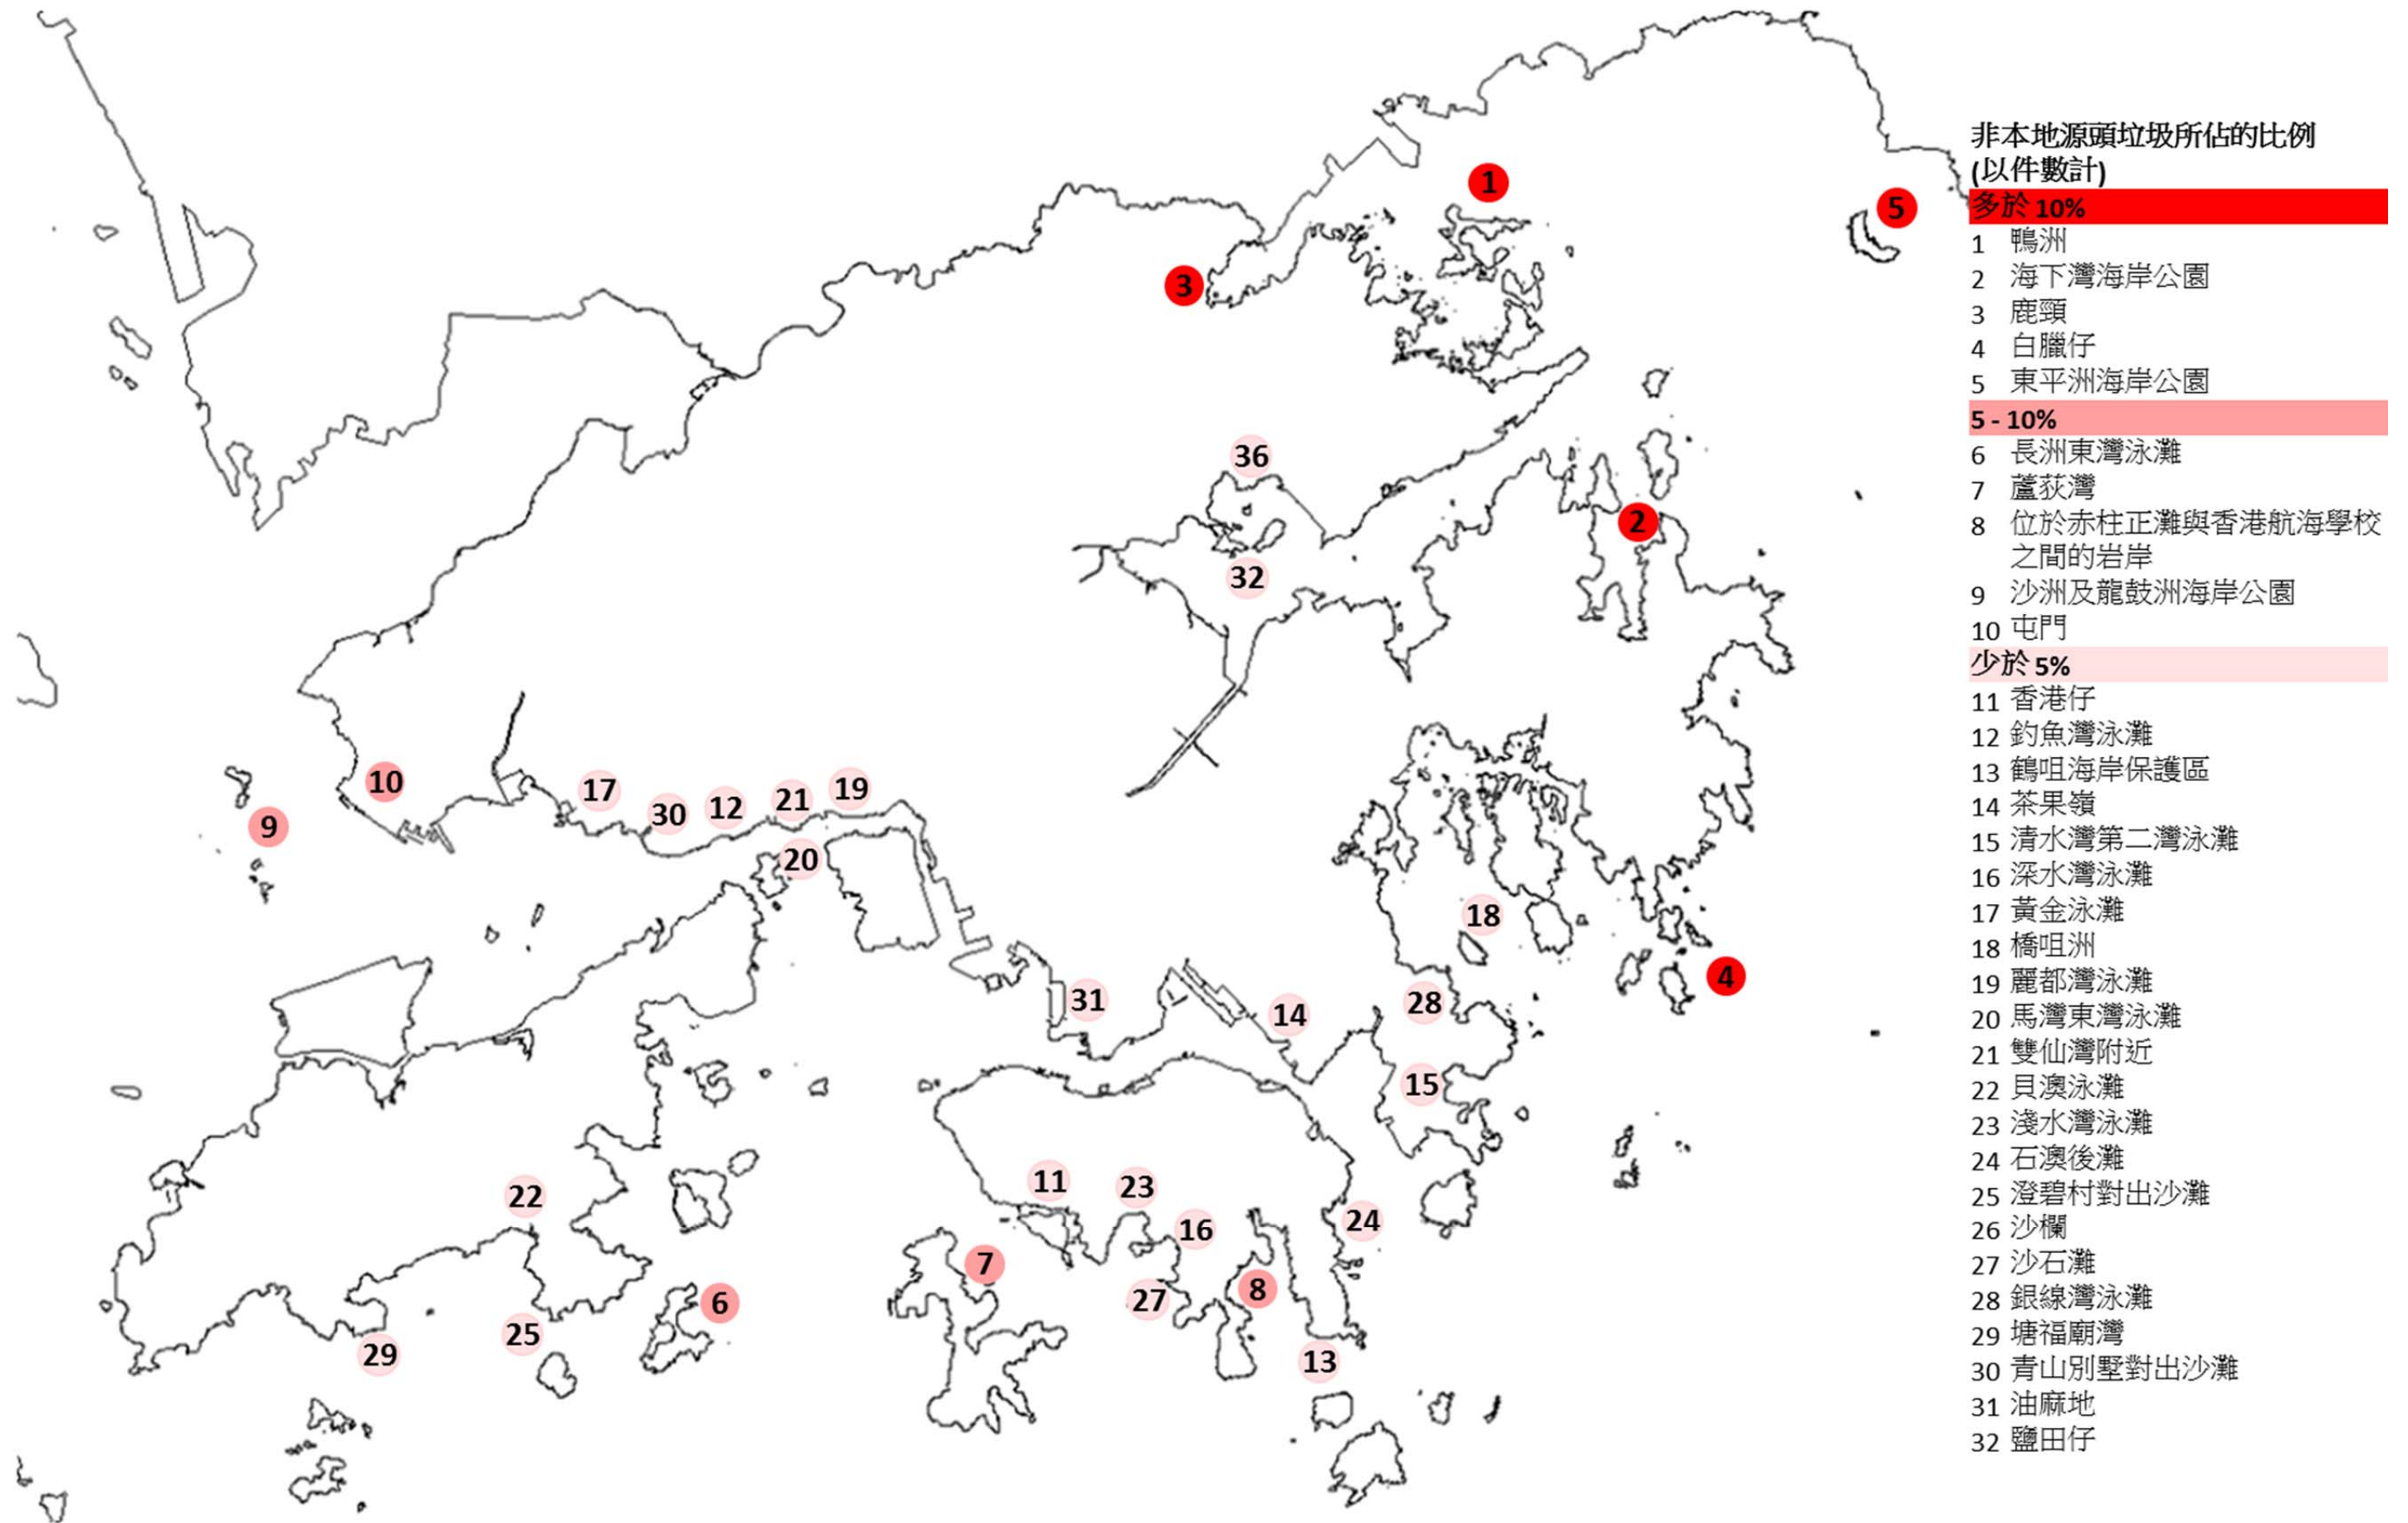 非本地源頭垃圾所佔的比例
(以件數計)
多於 10%
1 鴨洲
2 海下灣海岸公園
3 鹿頸
4 白臘仔
5 東平洲海岸公園
5 - 10%
6 長洲東灣泳灘
7 蘆荻灣
8 位於赤柱正灘與香港航海學校
之間的岩岸
9 沙洲及龍鼓洲海岸公園
10 屯門
少於 5%
11 香港仔
12 釣魚灣泳灘
13 鶴咀海岸保護區
14 茶果嶺
15 清水灣第二灣泳灘
16 深水灣泳灘
17 黃金泳灘
18 橋咀洲
19 麗都灣泳灘
20 馬灣東灣泳灘
21 雙仙灣附近
22 貝澳泳灘
23 淺水灣泳灘
24 石澳後灘
25 澄碧村對出沙灘
26 沙欄
27 沙石灘
28 銀線灣泳灘
29 塘福廟灣
30 青山別墅對出沙灘
31 油麻地
32 鹽田仔
1
5
3
36
2
32
10
17
30
12
21
19
9
20
18
4
31
14
28
15
11
23
22
16
24
7
8
6
27
25
29
13